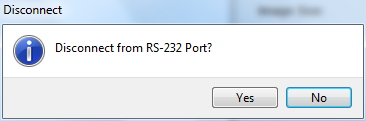 Disconnect
Disconnect from RS-232 Port?
Yes
No